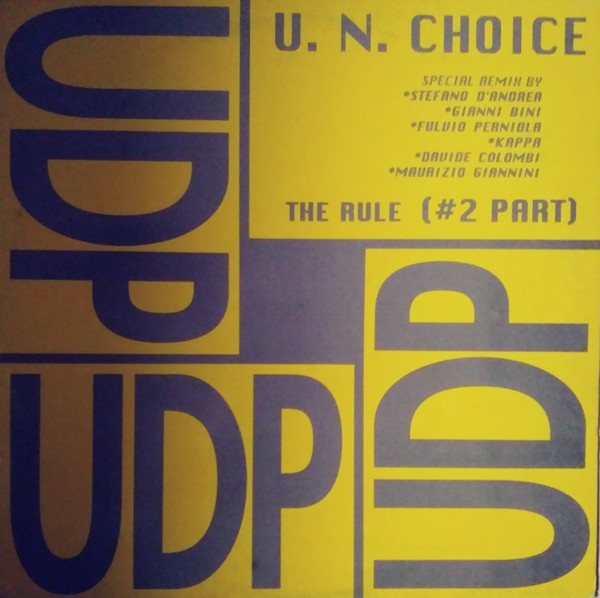 U. N. CHOICE
SPECIAL REMIX BY
*STEFANO D'ANDREA
*GIANNI BINI
*FULVIO PERNIOLA
*KAPPA
*DAVIDE COLOMBI
*MAURIZIO GIANNINI
THE RULE (#2 PART)
UDP
UDP
UDP